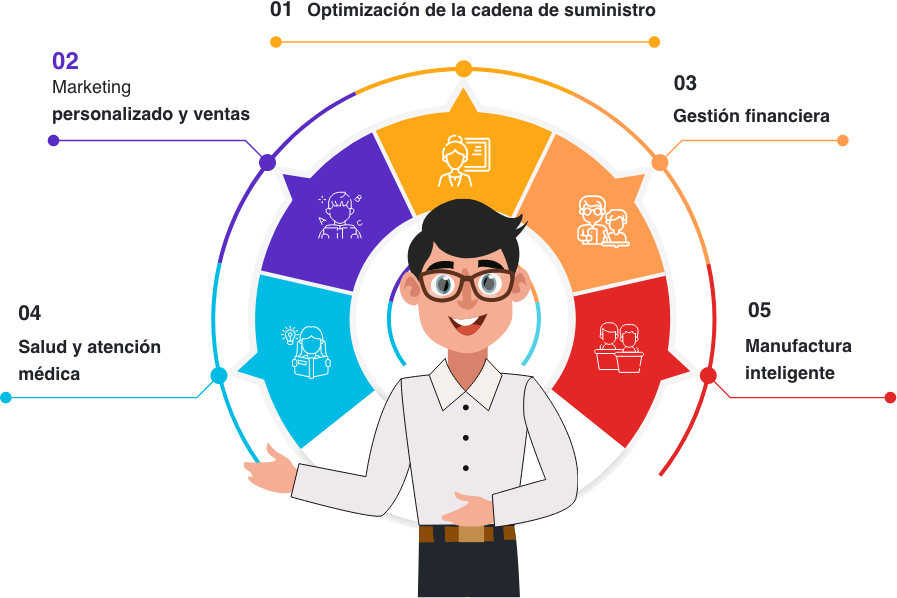 01 Optimización de la cadena de suministro
02
Marketing
personalizado y ventas
03
Gestión financiera
04
Salud y atención
médica
05
Manufactura
inteligente
A
B
C